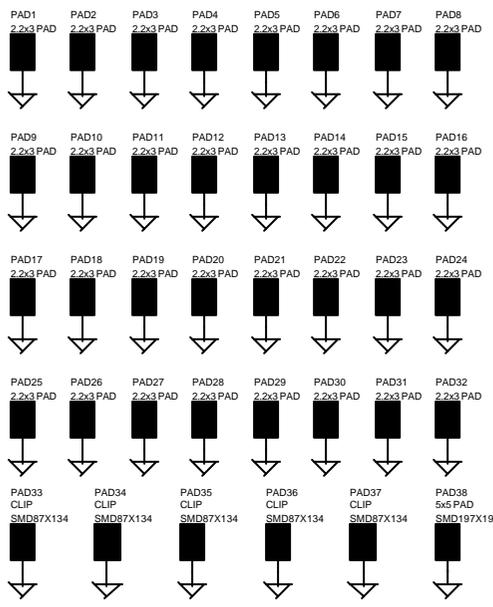 PAD1 PAD2 PAD3 PAD4 PAD5 PAD6 PAD7 PAD8
2.2x3 PAD 2.2x3 PAD 2.2x3 PAD 2.2x3 PAD 2.2x3 PAD 2.2x3 PAD 2.2x3 PAD 2.2x3 PAD
PAD9 PAD10 PAD11 PAD12 PAD13 PAD14 PAD15 PAD16
2.2x3 PAD 2.2x3 PAD 2.2x3 PAD 2.2x3 PAD 2.2x3 PAD 2.2x3 PAD 2.2x3 PAD 2.2x3 PAD
PAD17 PAD18 PAD19 PAD20 PAD21 PAD22 PAD23 PAD24
2.2x3 PAD 2.2x3 PAD 2.2x3 PAD 2.2x3 PAD 2.2x3 PAD 2.2x3 PAD 2.2x3 PAD 2.2x3 PAD
PAD25 PAD26 PAD27 PAD28 PAD29 PAD30 PAD31 PAD32
2.2x3 PAD 2.2x3 PAD 2.2x3 PAD 2.2x3 PAD 2.2x3 PAD 2.2x3 PAD 2.2x3 PAD 2.2x3 PAD
PAD33 PAD34 PAD35 PAD36 PAD37 PAD38
CLIP CLIP CLIP CLIP CLIP 5x5 PAD
SMD87X134 SMD87X134 SMD87X134 SMD87X134 SMD87X134 SMD197X19